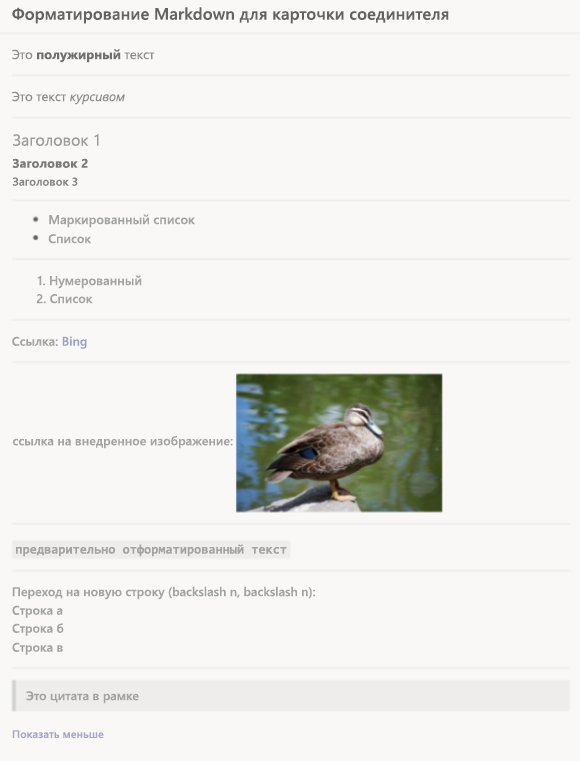 Форматирование Markdown для карточки соединителя
Это полужирный текст
Это текст курсивом
Заголовок 1
Заголовок 2
Заголовок 3
• Маркированный список
• Список
1. Нумерованный
2. Список
Ссылка: Bing
ссылка на внедренное изображение:
предварительно отформатированный текст
Переход на новую строку (backslash n, backslash n):
Строка а
Строка б
Строка в
Это цитата в рамке
Показать меньше